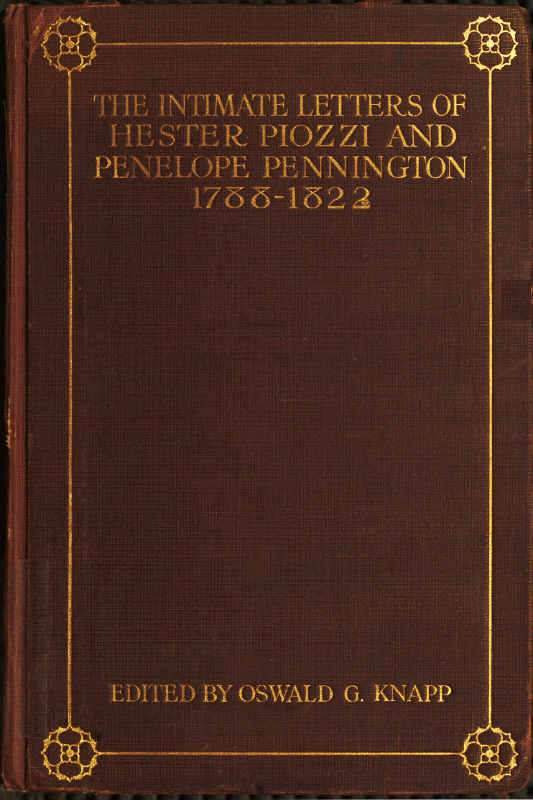 THE INTIMATE LETTERS OF
HESTER PIOZZI AND
PENELOPE PENNINGTON
1788-1822
EDITED BY OSWALD G. KNAPP